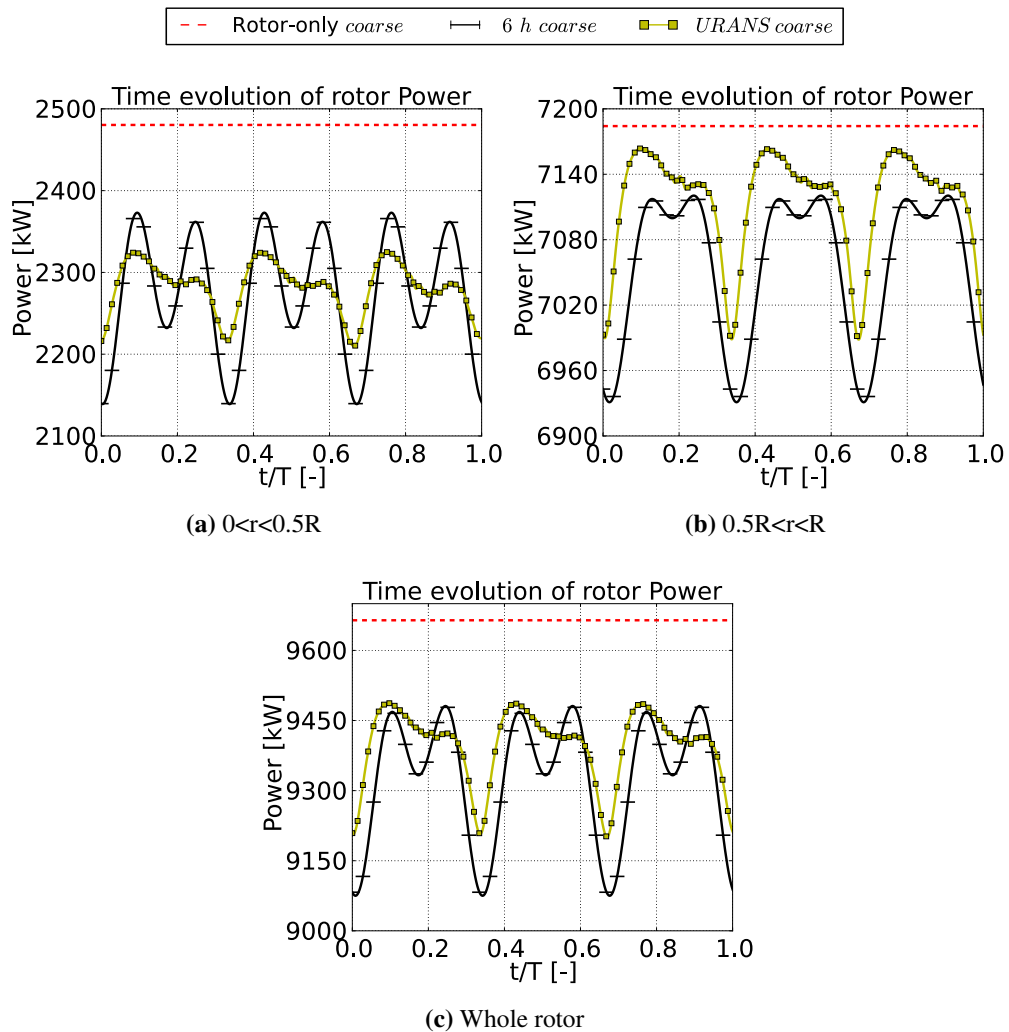 Rotor-only coarse 6 h coarse URANS coarse
Time evolution of rotor Power
2500
2400
2300
2200
2100
Power [kW]
0.0 0.2 0.4 0.6 0.8 1.0
t/T [-]
(a) 0<r<0.5R
Time evolution of rotor Power
7200
7140
7080
7020
6960
6900
Power [kW]
0.0 0.2 0.4 0.6 0.8 1.0
t/T [-]
(b) 0.5R<r<R
Time evolution of rotor Power
9600
9450
9300
9150
9000
Power [kW]
0.0 0.2 0.4 0.6 0.8 1.0
t/T [-]
(c) Whole rotor